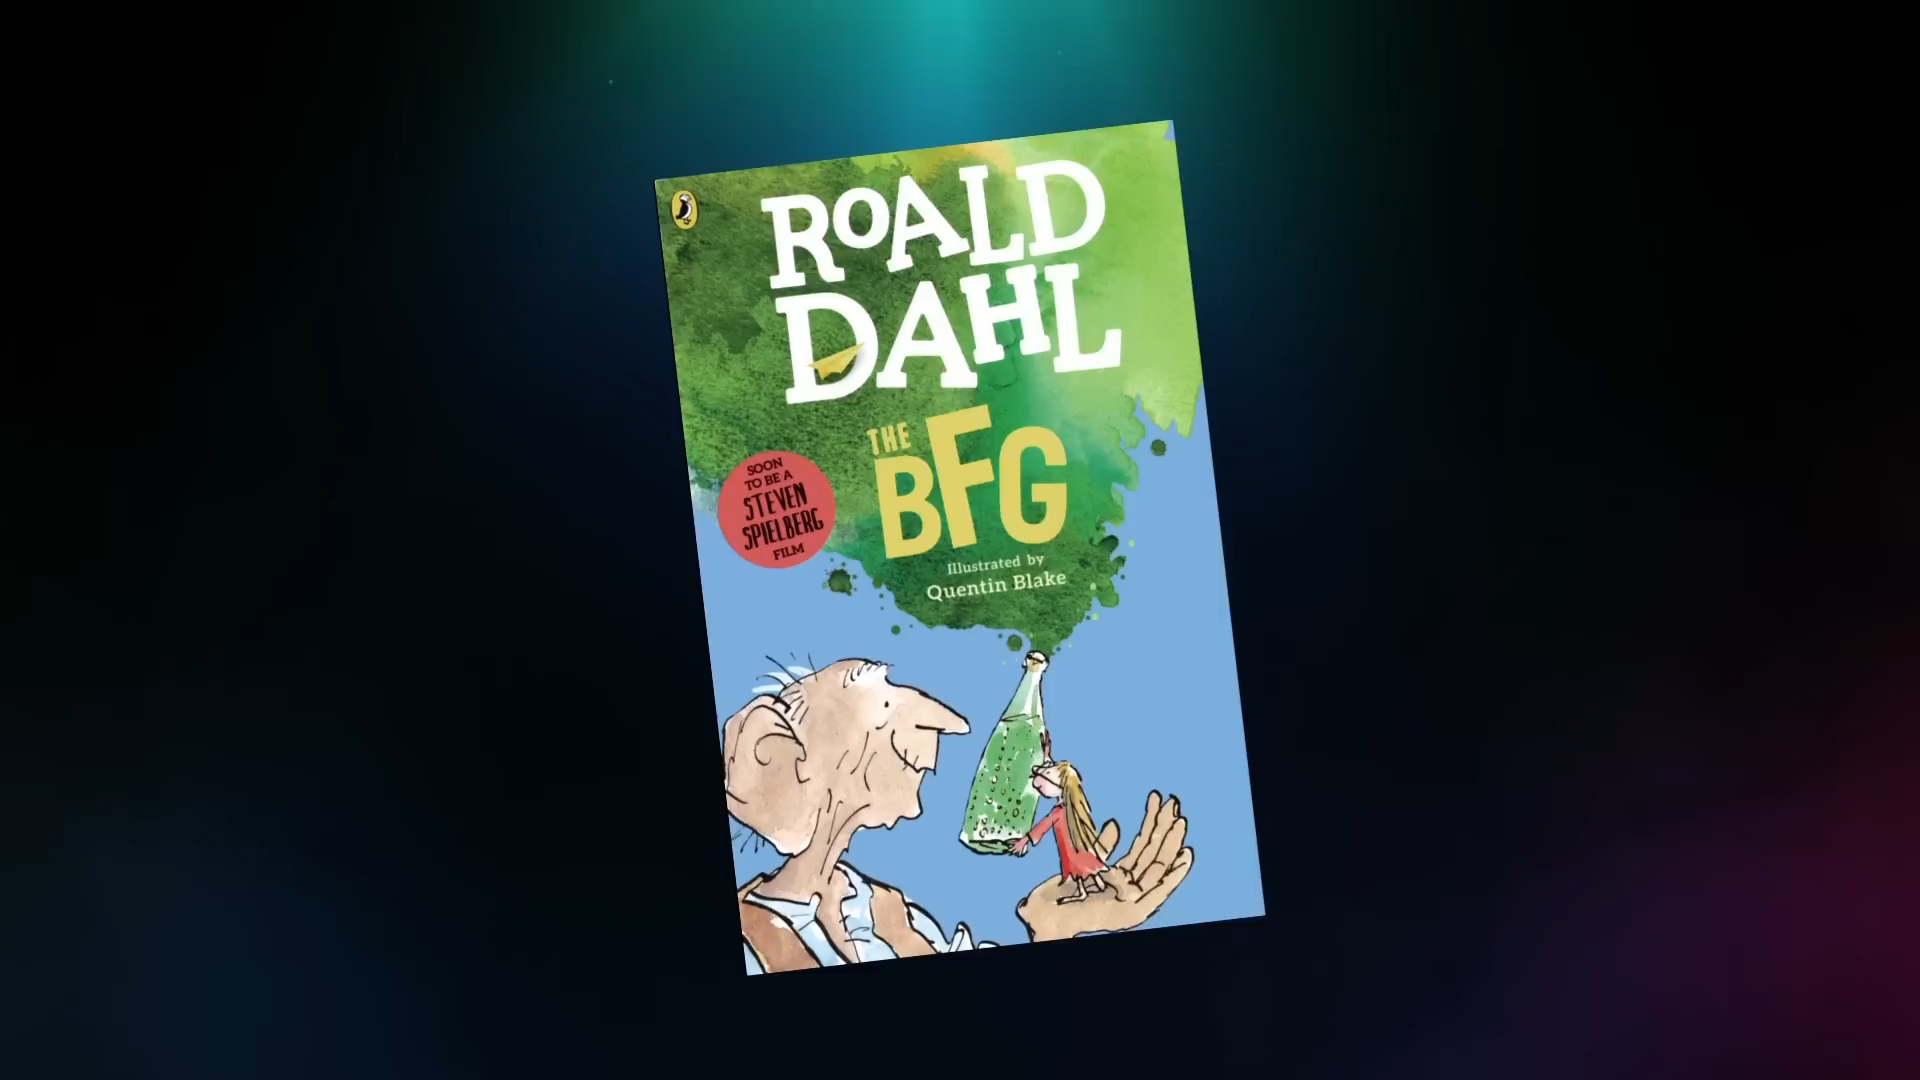 ROALD
DAHL
THE
BFG
SOON
TO BE A
STEVEN
SPIELBERG
FILM
Illustrated by
Quentin Blake